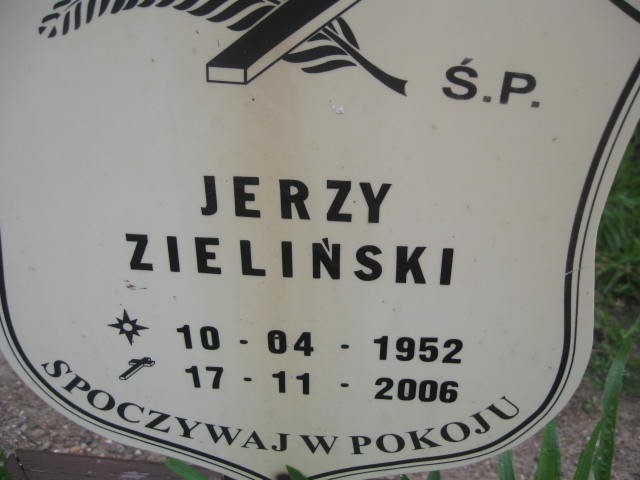 Ś.P.
JERZY
ZIELIŃSKI
10 - 04 - 1952
17 - 11 - 2006
SPOCZYWAJ W POKOJU